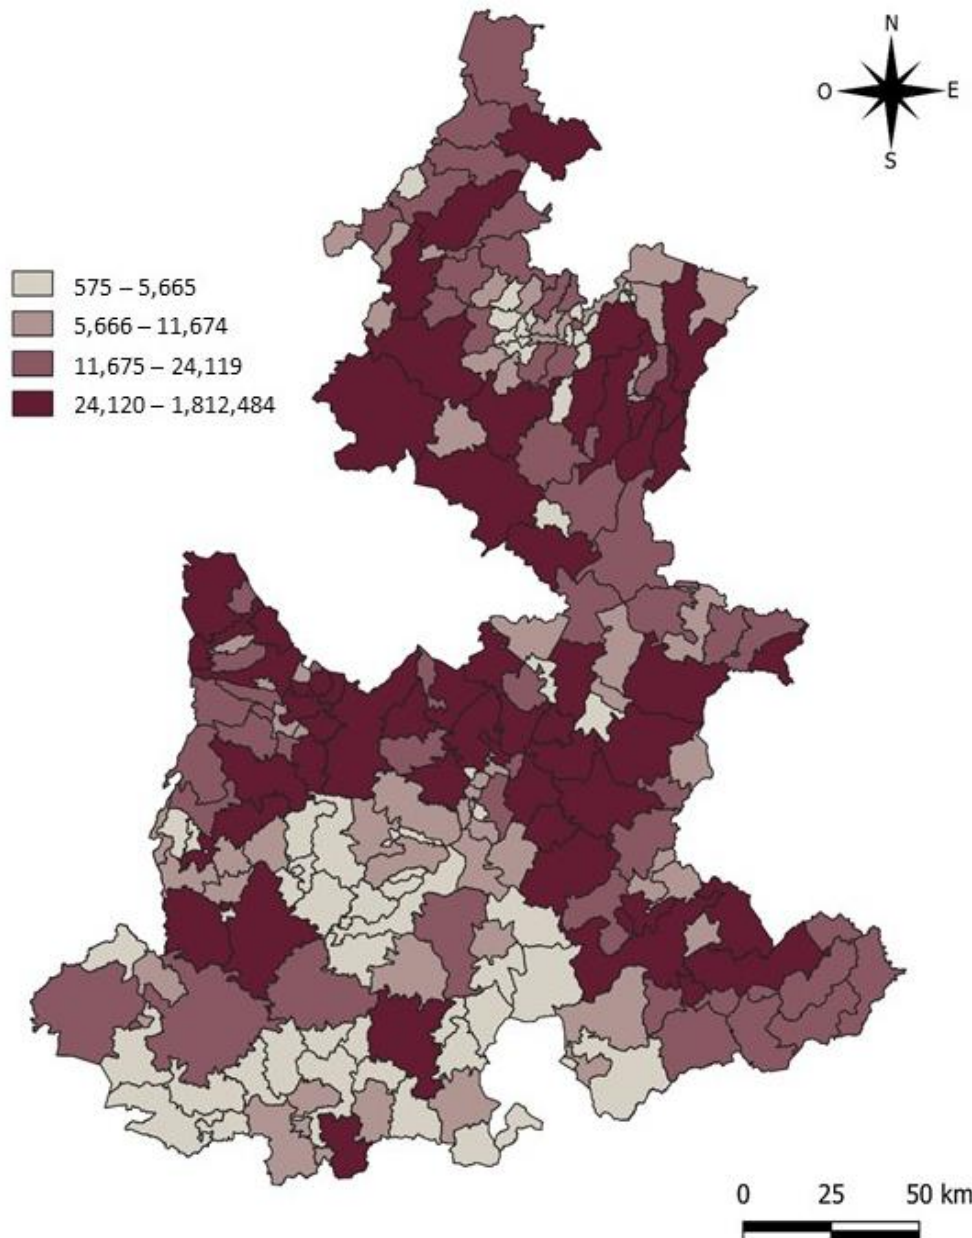 N
O E
S
575 – 5,665
5,666 – 11,674
11,675 – 24,119
24,120 – 1,812,484
0 25 50 km